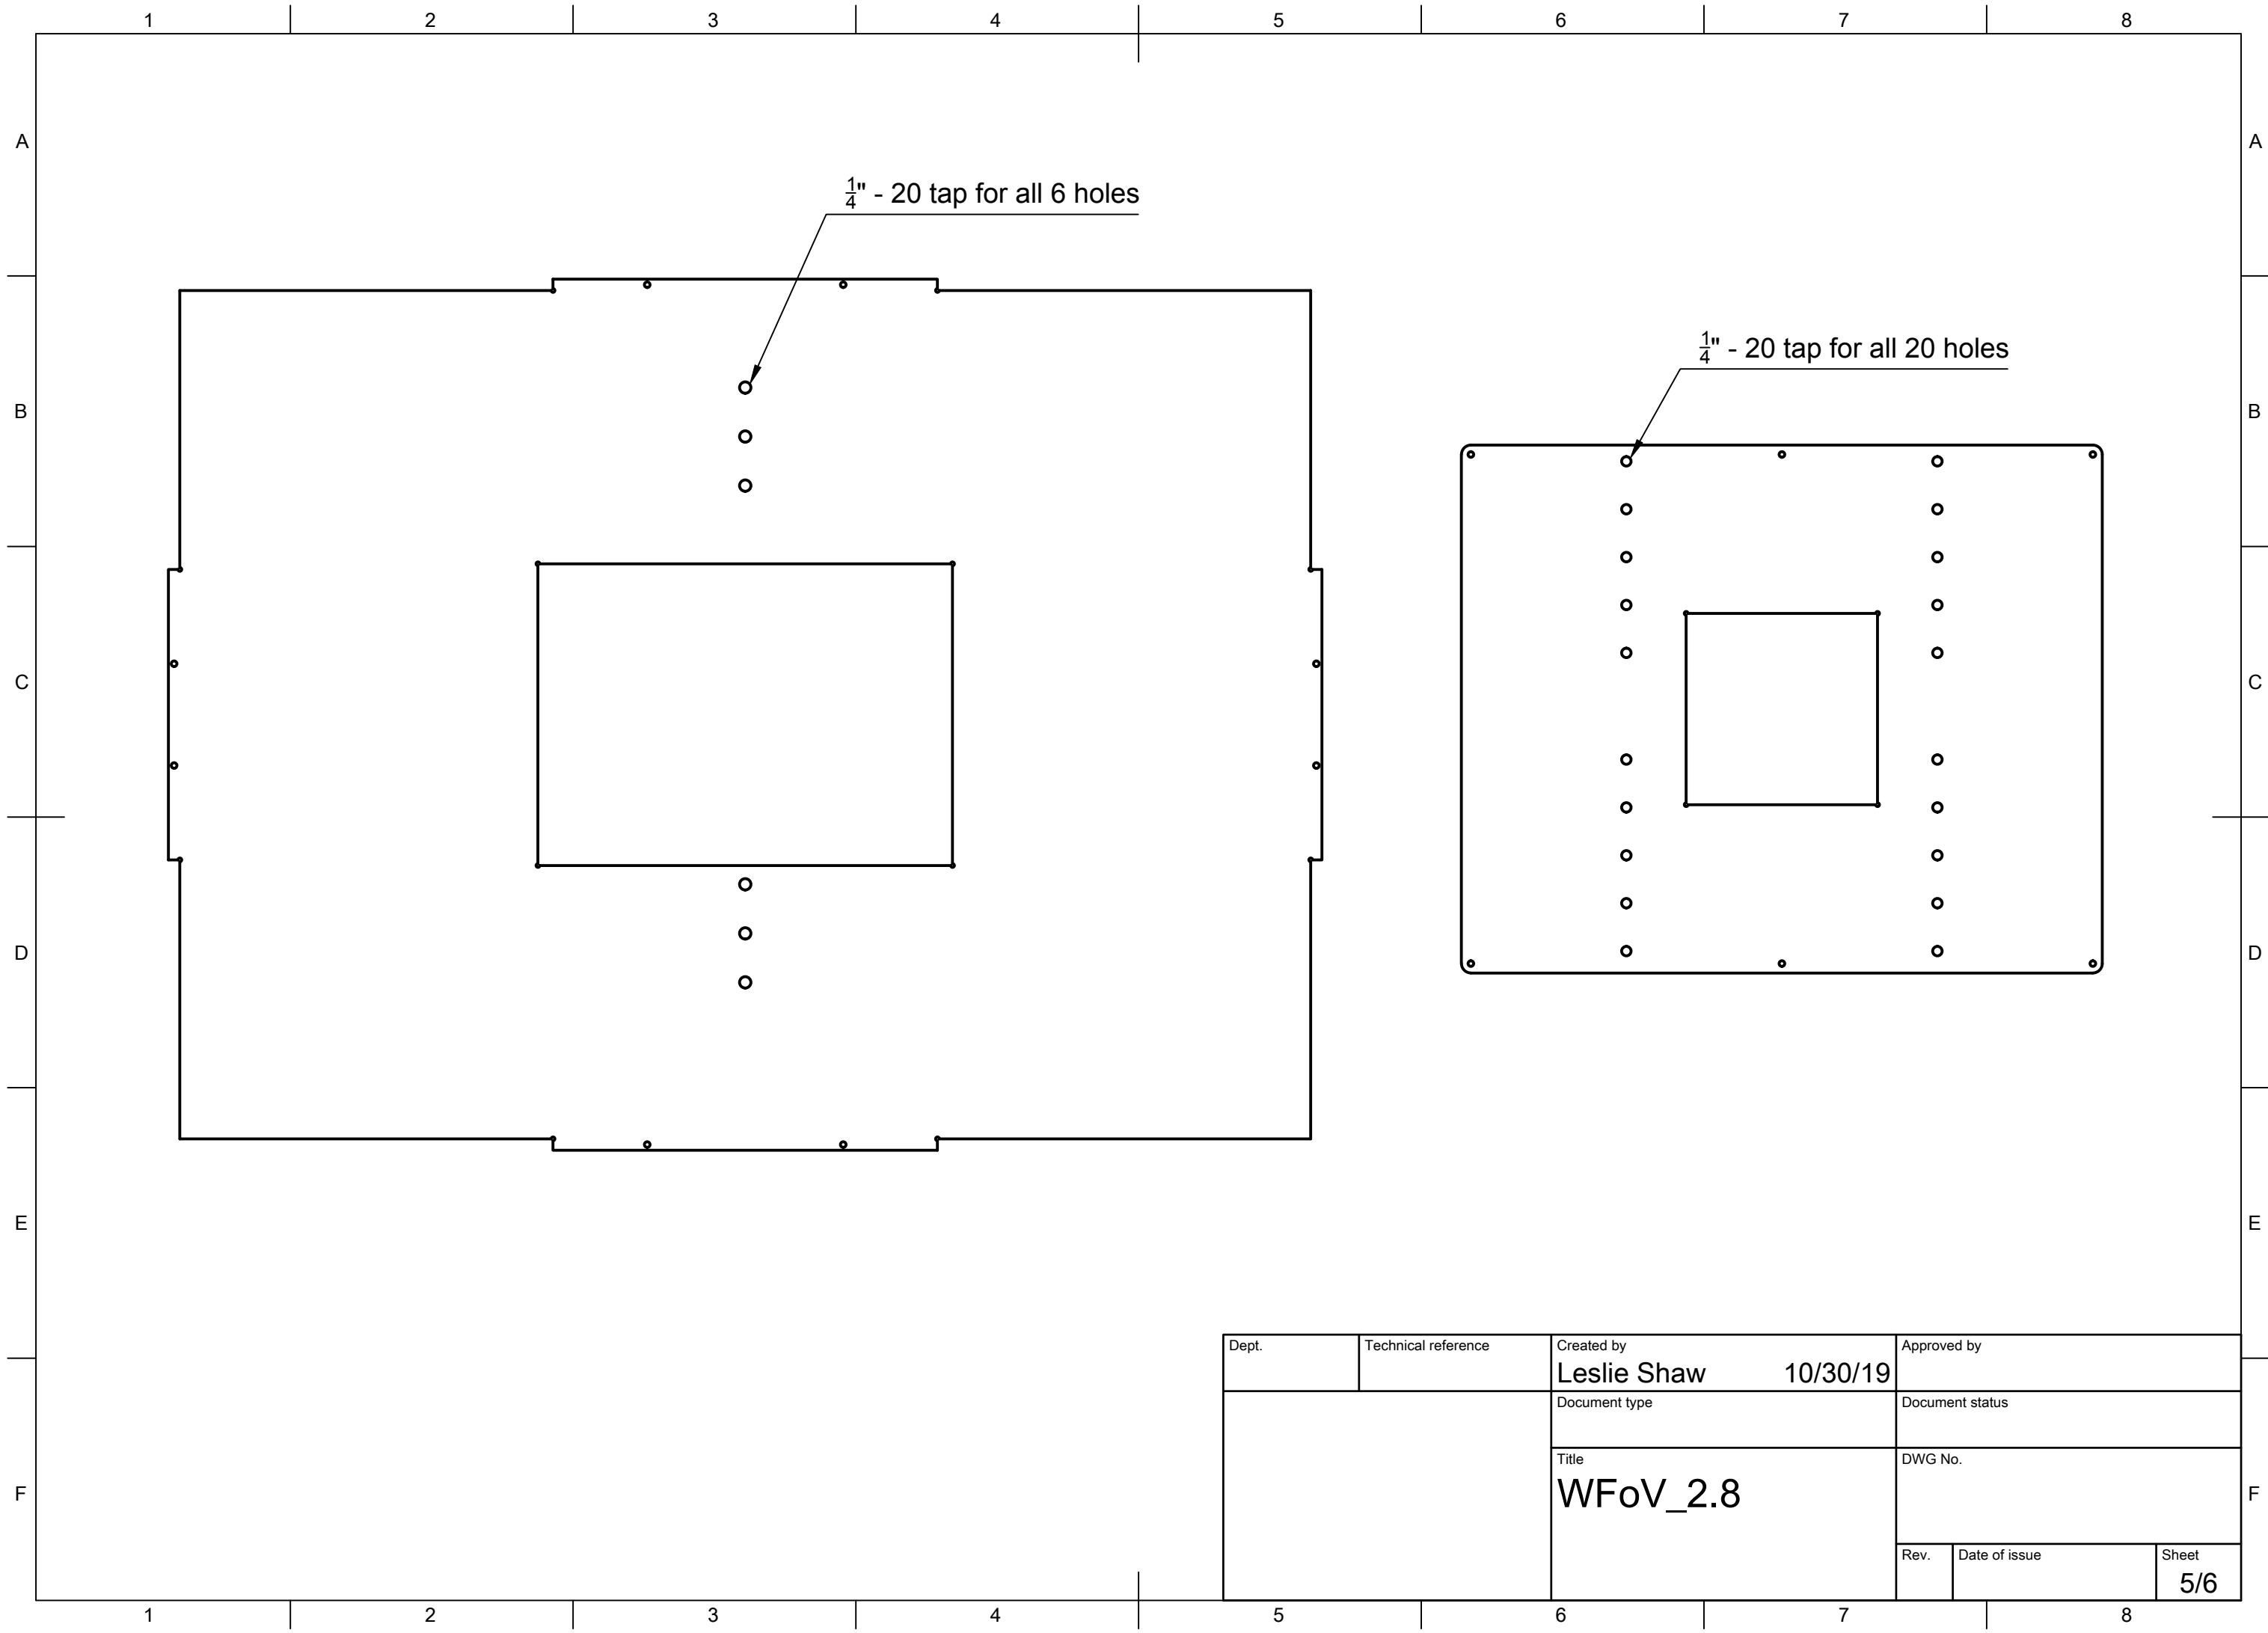 1 2 3 4 5 6 7 8
A A
¼" - 20 tap for all 6 holes
¼" - 20 tap for all 20 holes
B B
C C
D D
E E
Dept. Technical reference Created by Approved by
Leslie Shaw 10/30/19
Document type Document status
Title DWG No.
WFoV_2.8
F F
Rev. Date of issue Sheet
5/6
1 2 3 4 5 6 7 8